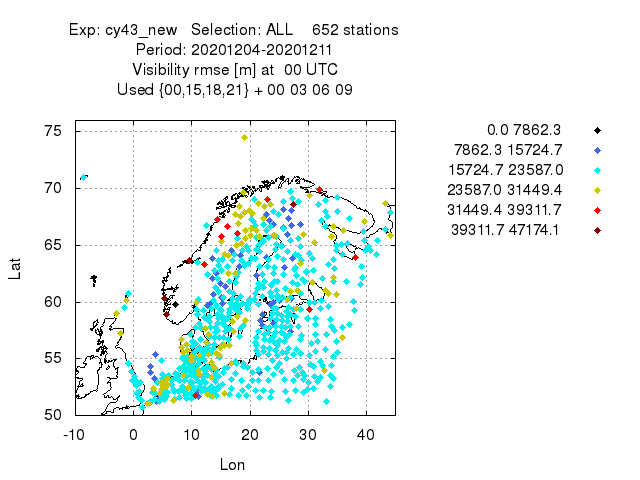 Exp: cy43_new Selection: ALL 652 stations
Period: 20201204-20201211
Visibility rmse [m] at 00 UTC
Used {00,15,18,21} + 00 03 06 09
0.0 7862.3
7862.3 15724.7
15724.7 23587.0
23587.0 31449.4
31449.4 39311.7
39311.7 47174.1
75
70
65
60
55
50
Lat
-10 0 10 20 30 40
Lon